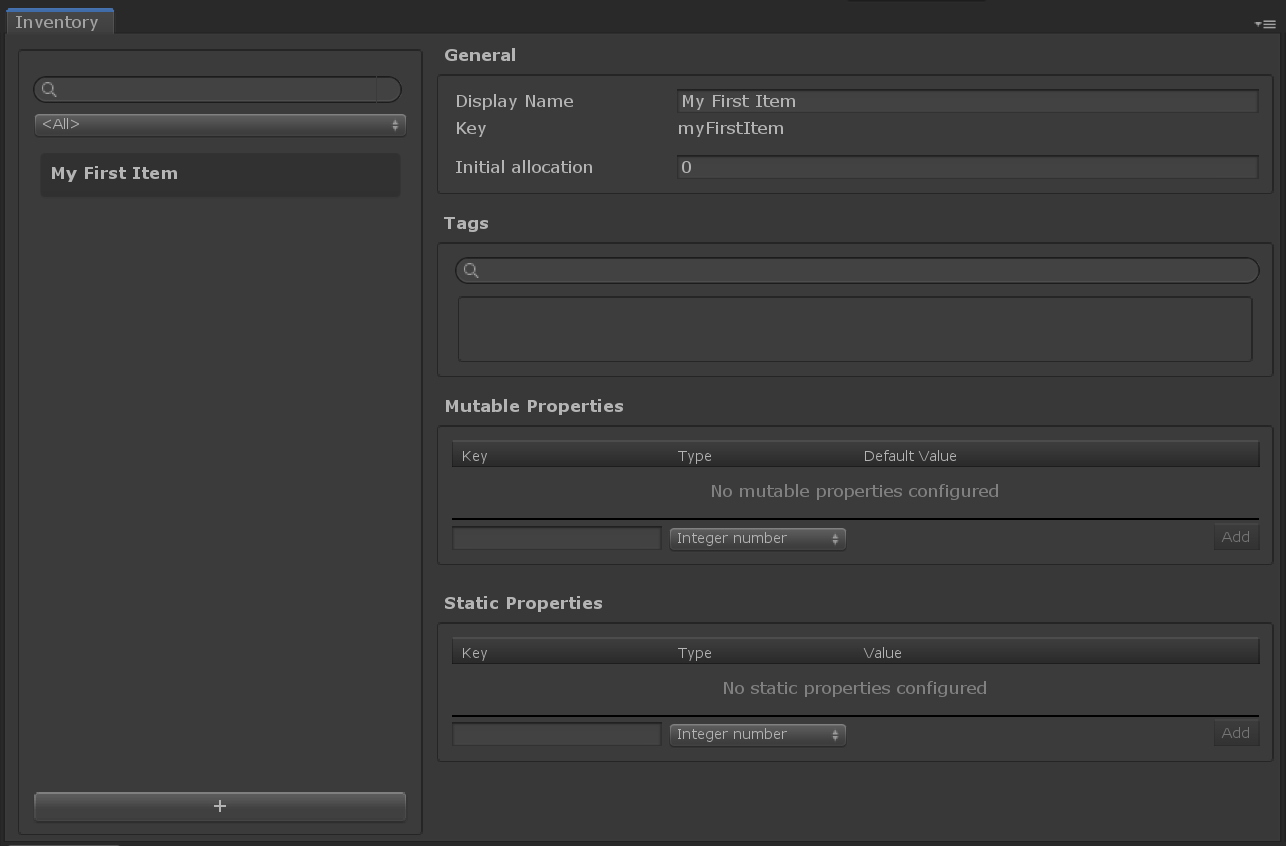 Inventory
<All>
My First Item
+
General
Display Name My First Item
Key myFirstItem
Initial allocation 0
Tags
Mutable Properties
Key Type Default Value
No mutable properties configured
Integer number Add
Static Properties
Key Type Value
No static properties configured
Integer number Add